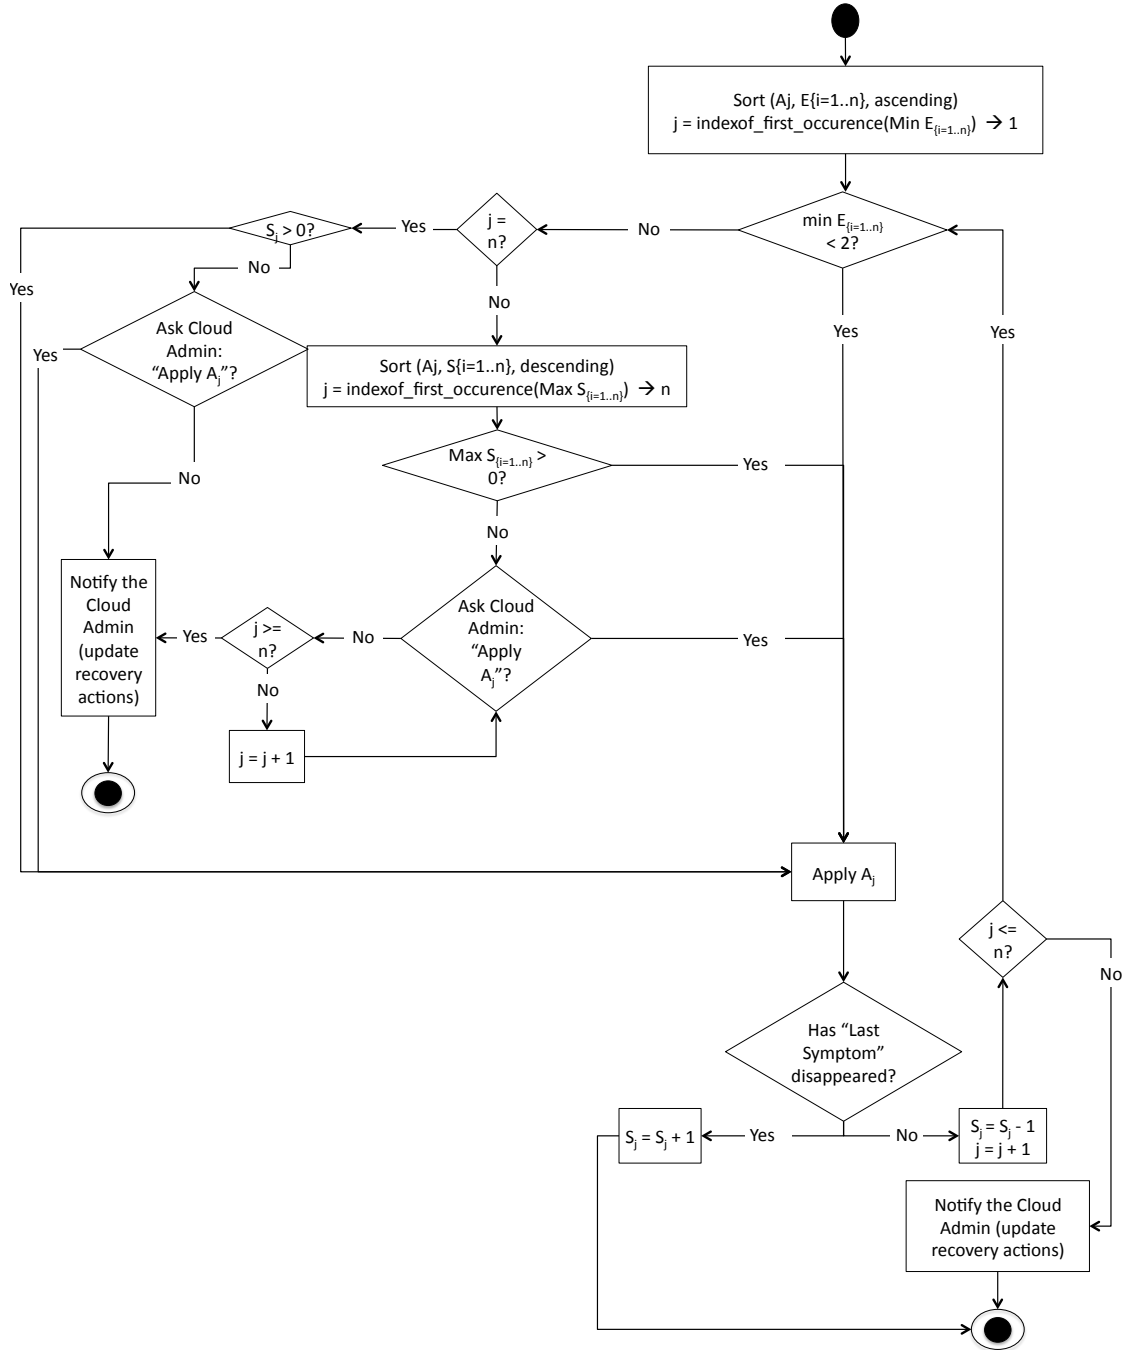 Sort (Aj, E{i=1..n}, ascending)
j = indexof_first_occurence(Min E{i=1..n}) → 1
min E{i=1..n}
< 2?
No
j =
n?
Yes
Sj > 0?
No
Yes
No
Yes
Yes
Ask Cloud
Admin:
“Apply Aj”?
Yes
Sort (Aj, S{i=1..n}, descending)
j = indexof_first_occurence(Max S{i=1..n}) → n
Max S{i=1..n} >
0?
Yes
No
No
Ask Cloud
Admin:
“Apply
Aj”?
Yes
No
j >=
n?
Yes
No
j = j + 1
Notify the
Cloud
Admin
(update
recovery
actions)
Apply Aj
j <=
n?
No
Has “Last
Symptom”
disappeared?
Yes
Sj = Sj + 1
No
Sj = Sj - 1
j = j + 1
Notify the Cloud
Admin (update
recovery actions)